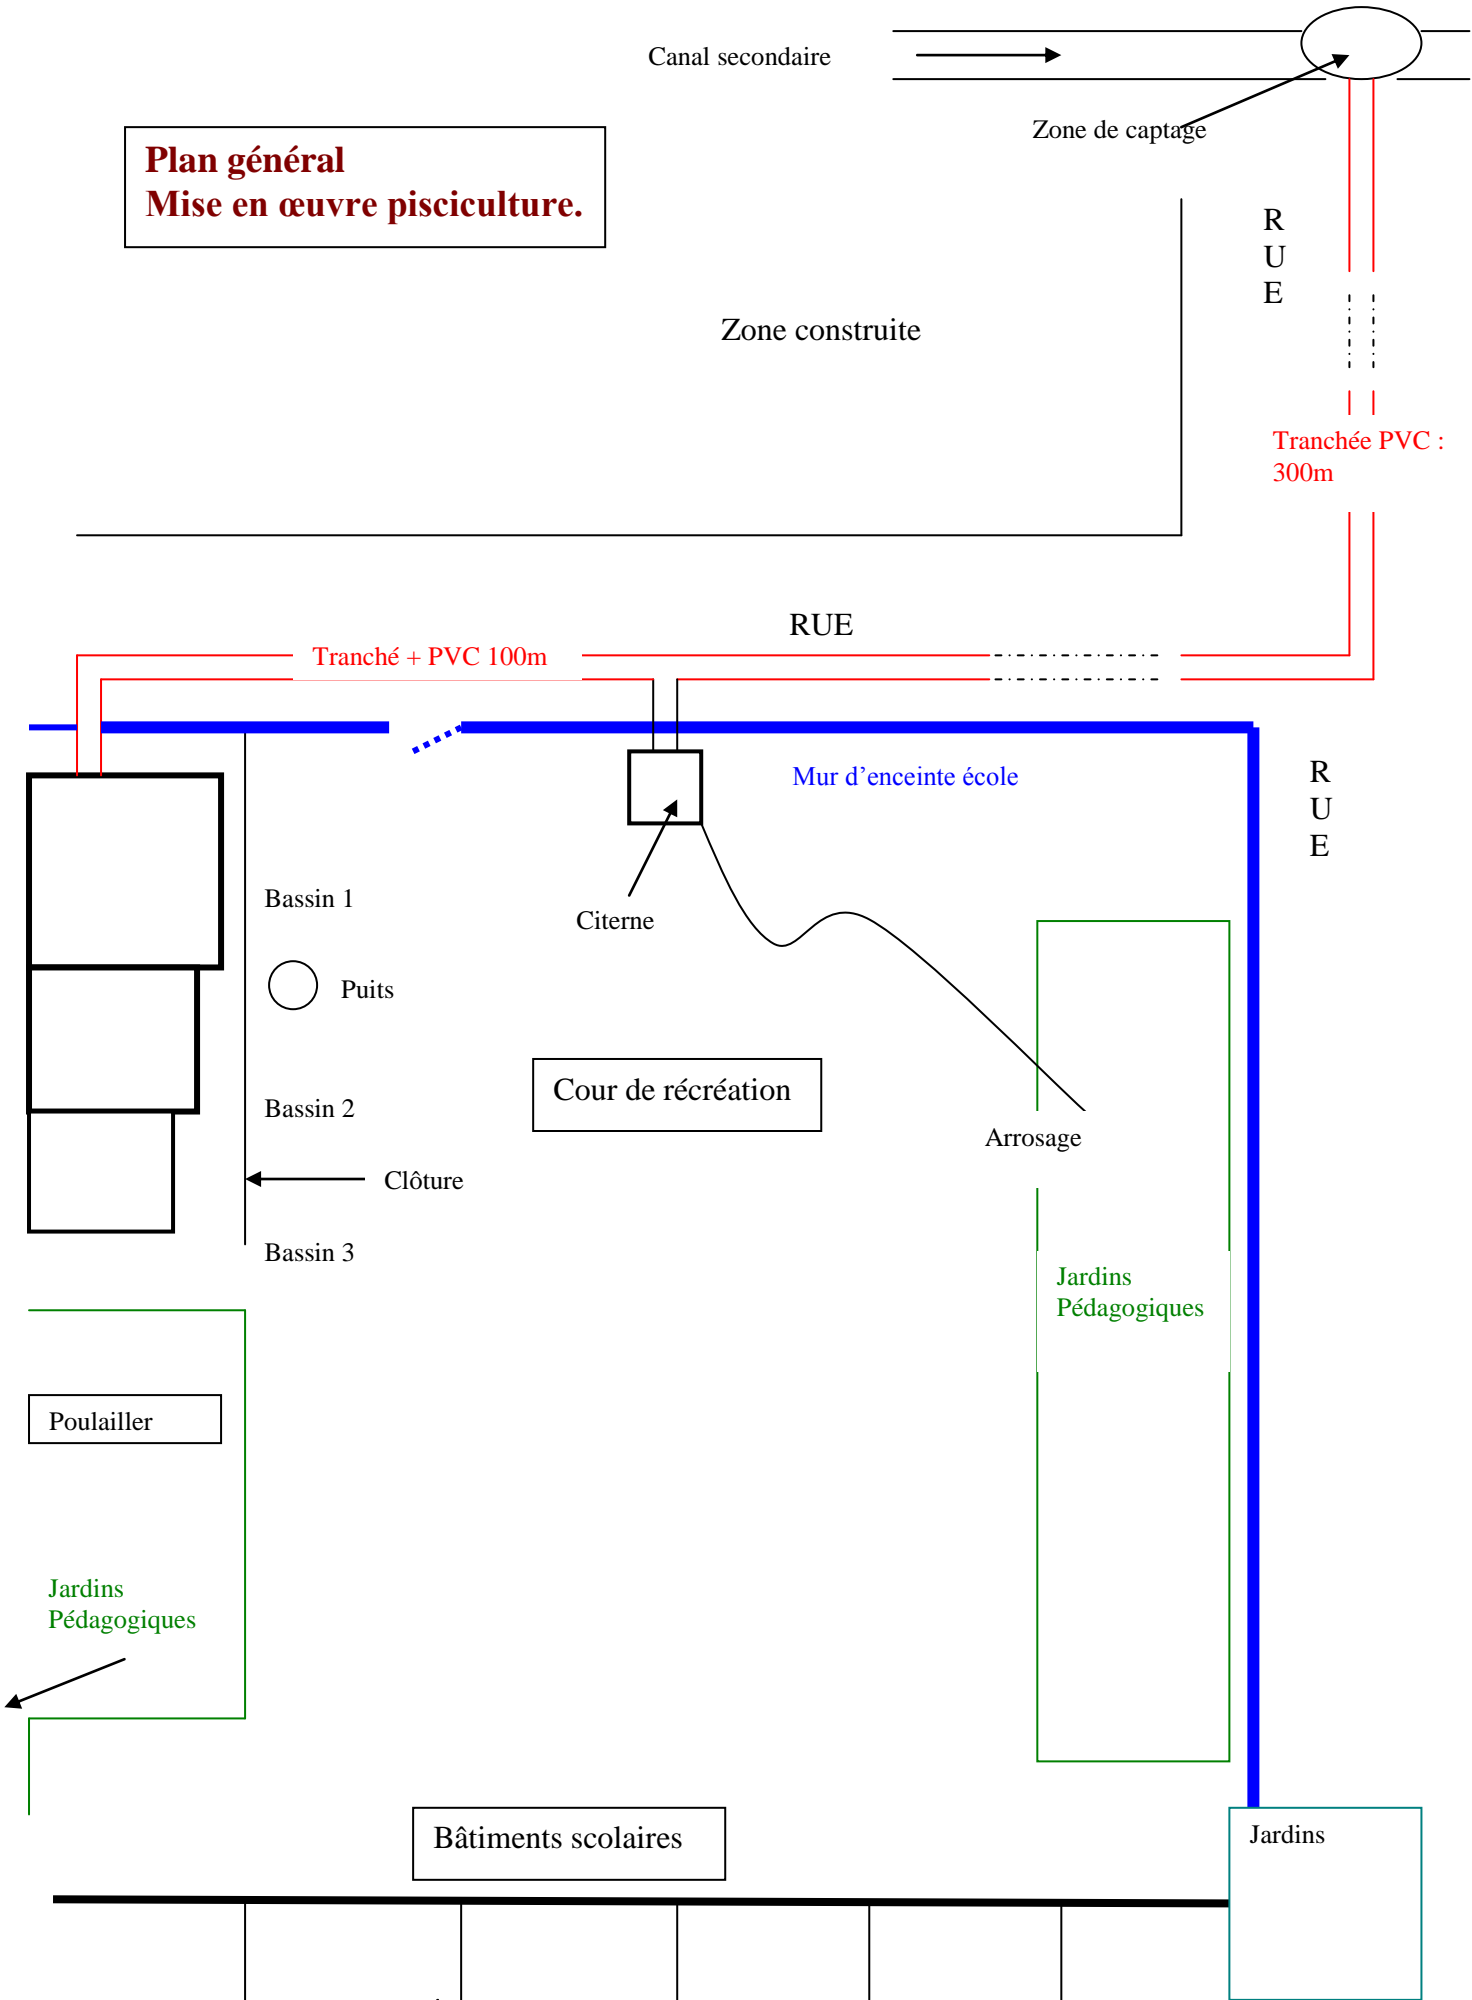 Canal secondaire
Zone de captage
Plan général
Mise en œuvre pisciculture.
R
U
E
Zone construite
Tranchée PVC :
300m
RUE
Tranché + PVC 100m
Mur d’enceinte école
R
U
E
Bassin 1
Citerne
Puits
Cour de récréation
Bassin 2
Arrosage
Clôture
Bassin 3
Jardins
Pédagogiques
Poulailler
Jardins
Pédagogiques
Bâtiments scolaires
Jardins